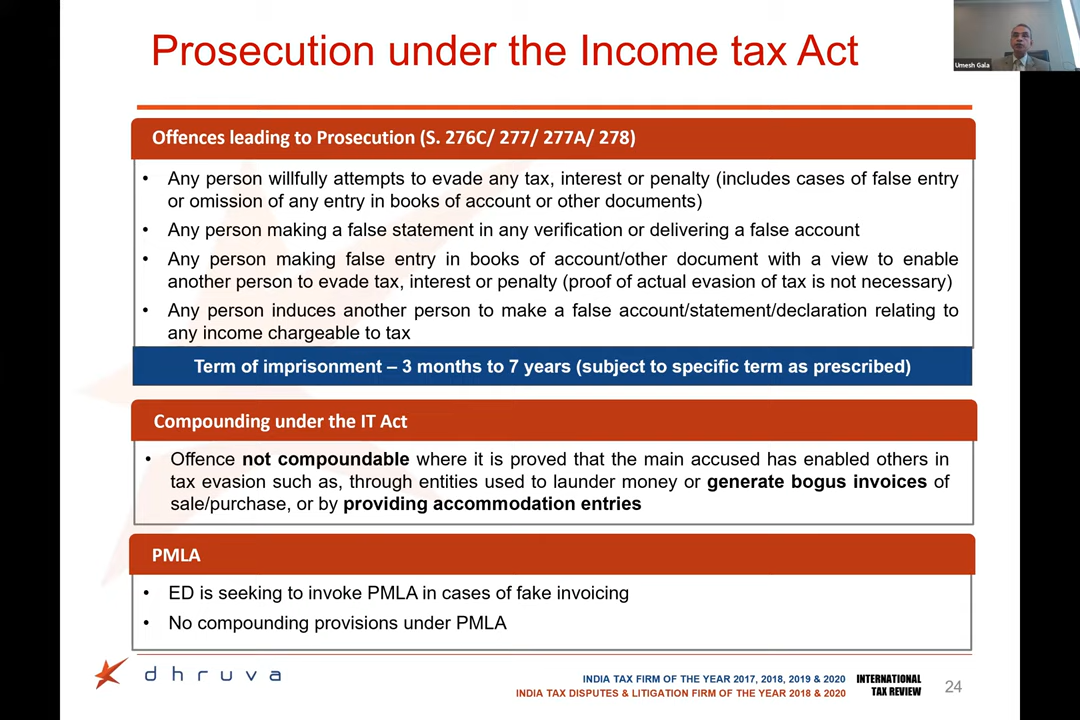 Prosecution under the Income tax Act
Umesh Gala
Offences leading to Prosecution (S. 276C/ 277/ 277A/ 278)
• Any person willfully attempts to evade any tax, interest or penalty (includes cases of false entry
or omission of any entry in books of account or other documents)
• Any person making a false statement in any verification or delivering a false account
• Any person making false entry in books of account/other document with a view to enable
another person to evade tax, interest or penalty (proof of actual evasion of tax is not necessary)
• Any person induces another person to make a false account/statement/declaration relating to
any income chargeable to tax
Term of imprisonment – 3 months to 7 years (subject to specific term as prescribed)
Compounding under the IT Act
• Offence not compoundable where it is proved that the main accused has enabled others in
tax evasion such as, through entities used to launder money or generate bogus invoices of
sale/purchase, or by providing accommodation entries
PMLA
• ED is seeking to invoke PMLA in cases of fake invoicing
• No compounding provisions under PMLA
dhruva
INDIA TAX FIRM OF THE YEAR 2017, 2018, 2019 & 2020
INDIA TAX DISPUTES & LITIGATION FIRM OF THE YEAR 2018 & 2020
INTERNATIONAL
TAX REVIEW
24